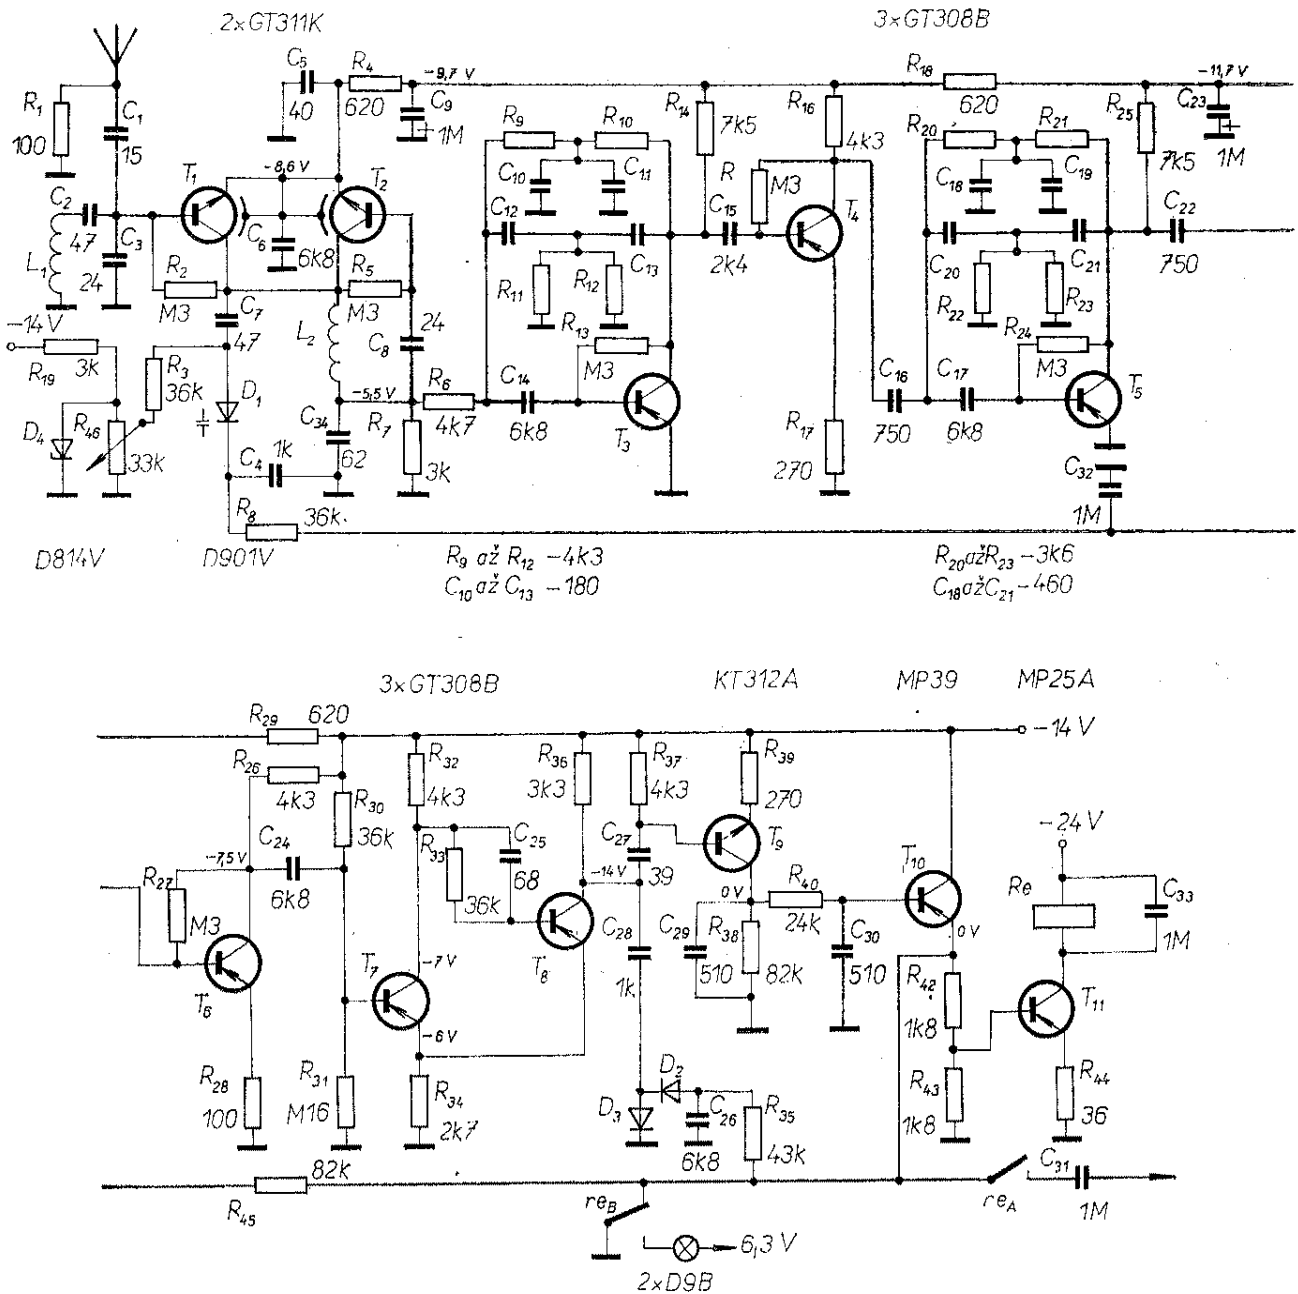 2xGT311K
3xGT308B
C5
40
R4
620
-9,7 V
C9
1M
R1
100
C1
15
T1
-8,6 V
T2
C2
47
C3
24
L1
C6
6k8
R2
M3
R5
M3
C7
47
L2
C8
24
-14V
R19
3k
R3
36k
D1
D4
R46
33k
C4
1k
C34
62
-5,5 V
R7
3k
R6
4k7
R8
36k
D814V
D901V
R9
R10
C10
C11
C12
C13
R11
R12
R13
M3
C14
6k8
T3
R14
7k5
C15
2k4
R
M3
R16
4k3
T4
R17
270
R18
620
-11,7 V
R20
R21
R25
7k5
C23
1M
C18
C19
C20
C21
C22
750
R22
R23
R24
M3
C16
750
C17
6k8
T5
C32
1M
R9 až R12 -4k3
C10 až C13 -180
R20 až R23 -3k6
C18 až C21 -460
3xGT308B
KT312A
MP39
MP25A
R29
620
-14 V
R26
4k3
R30
36k
R32
4k3
R36
3k3
R37
4k3
R39
270
C24
6k8
-7,5 V
R27
M3
T6
R33
36k
C25
68
-14 V
C27
39
T9
T10
-24 V
Re
C33
1M
0 V
R40
24k
T7
-7 V
-6 V
T8
C28
1k
C29
510
R38
82k
C30
510
0 V
R42
1k8
T11
R28
100
R31
M16
R34
2k7
D3
D2
C26
6k8
R35
43k
R43
1k8
R44
36
R45
82k
reB
reA
C31
1M
6,3 V
2xD9B